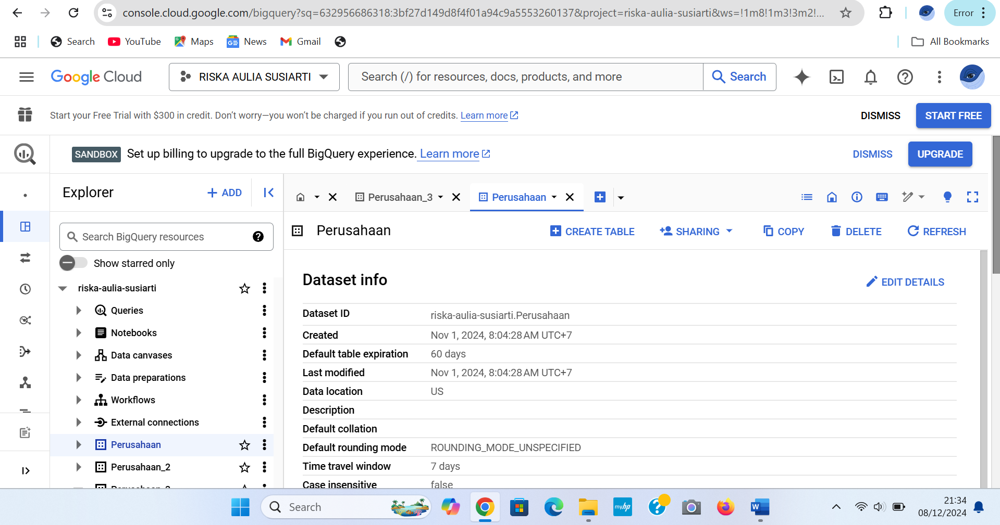 console.cloud.google.com/bigquery?sq=632956686318:3bf27d149d8f4f01a94c9a5553260137&project=riska-aulia-susiarti&ws=!1m8!1m3!3m2!... Error
Search YouTube Maps News Gmail All Bookmarks
Google Cloud RISKA AULIA SUSIARTI Search (/) for resources, docs, products, and more Search
Start your Free Trial with $300 in credit. Don’t worry—you won’t be charged if you run out of credits. Learn more DISMISS START FREE
SANDBOX Set up billing to upgrade to the full BigQuery experience. Learn more DISMISS UPGRADE
Explorer + ADD
Perusahaan_3 Perusahaan
Search BigQuery resources
Show starred only
riska-aulia-susiarti
Queries
Notebooks
Data canvases
Data preparations
Workflows
External connections
Perusahaan
Perusahaan_2
Perusahaan_3
Perusahaan CREATE TABLE SHARING COPY DELETE REFRESH
Dataset info EDIT DETAILS
Dataset ID riska-aulia-susiarti.Perusahaan
Created Nov 1, 2024, 8:04:28 AM UTC+7
Default table expiration 60 days
Last modified Nov 1, 2024, 8:04:28 AM UTC+7
Data location US
Description
Default collation
Default rounding mode ROUNDING_MODE_UNSPECIFIED
Time travel window 7 days
Case insensitive false
Search myhp W 21:34
08/12/2024